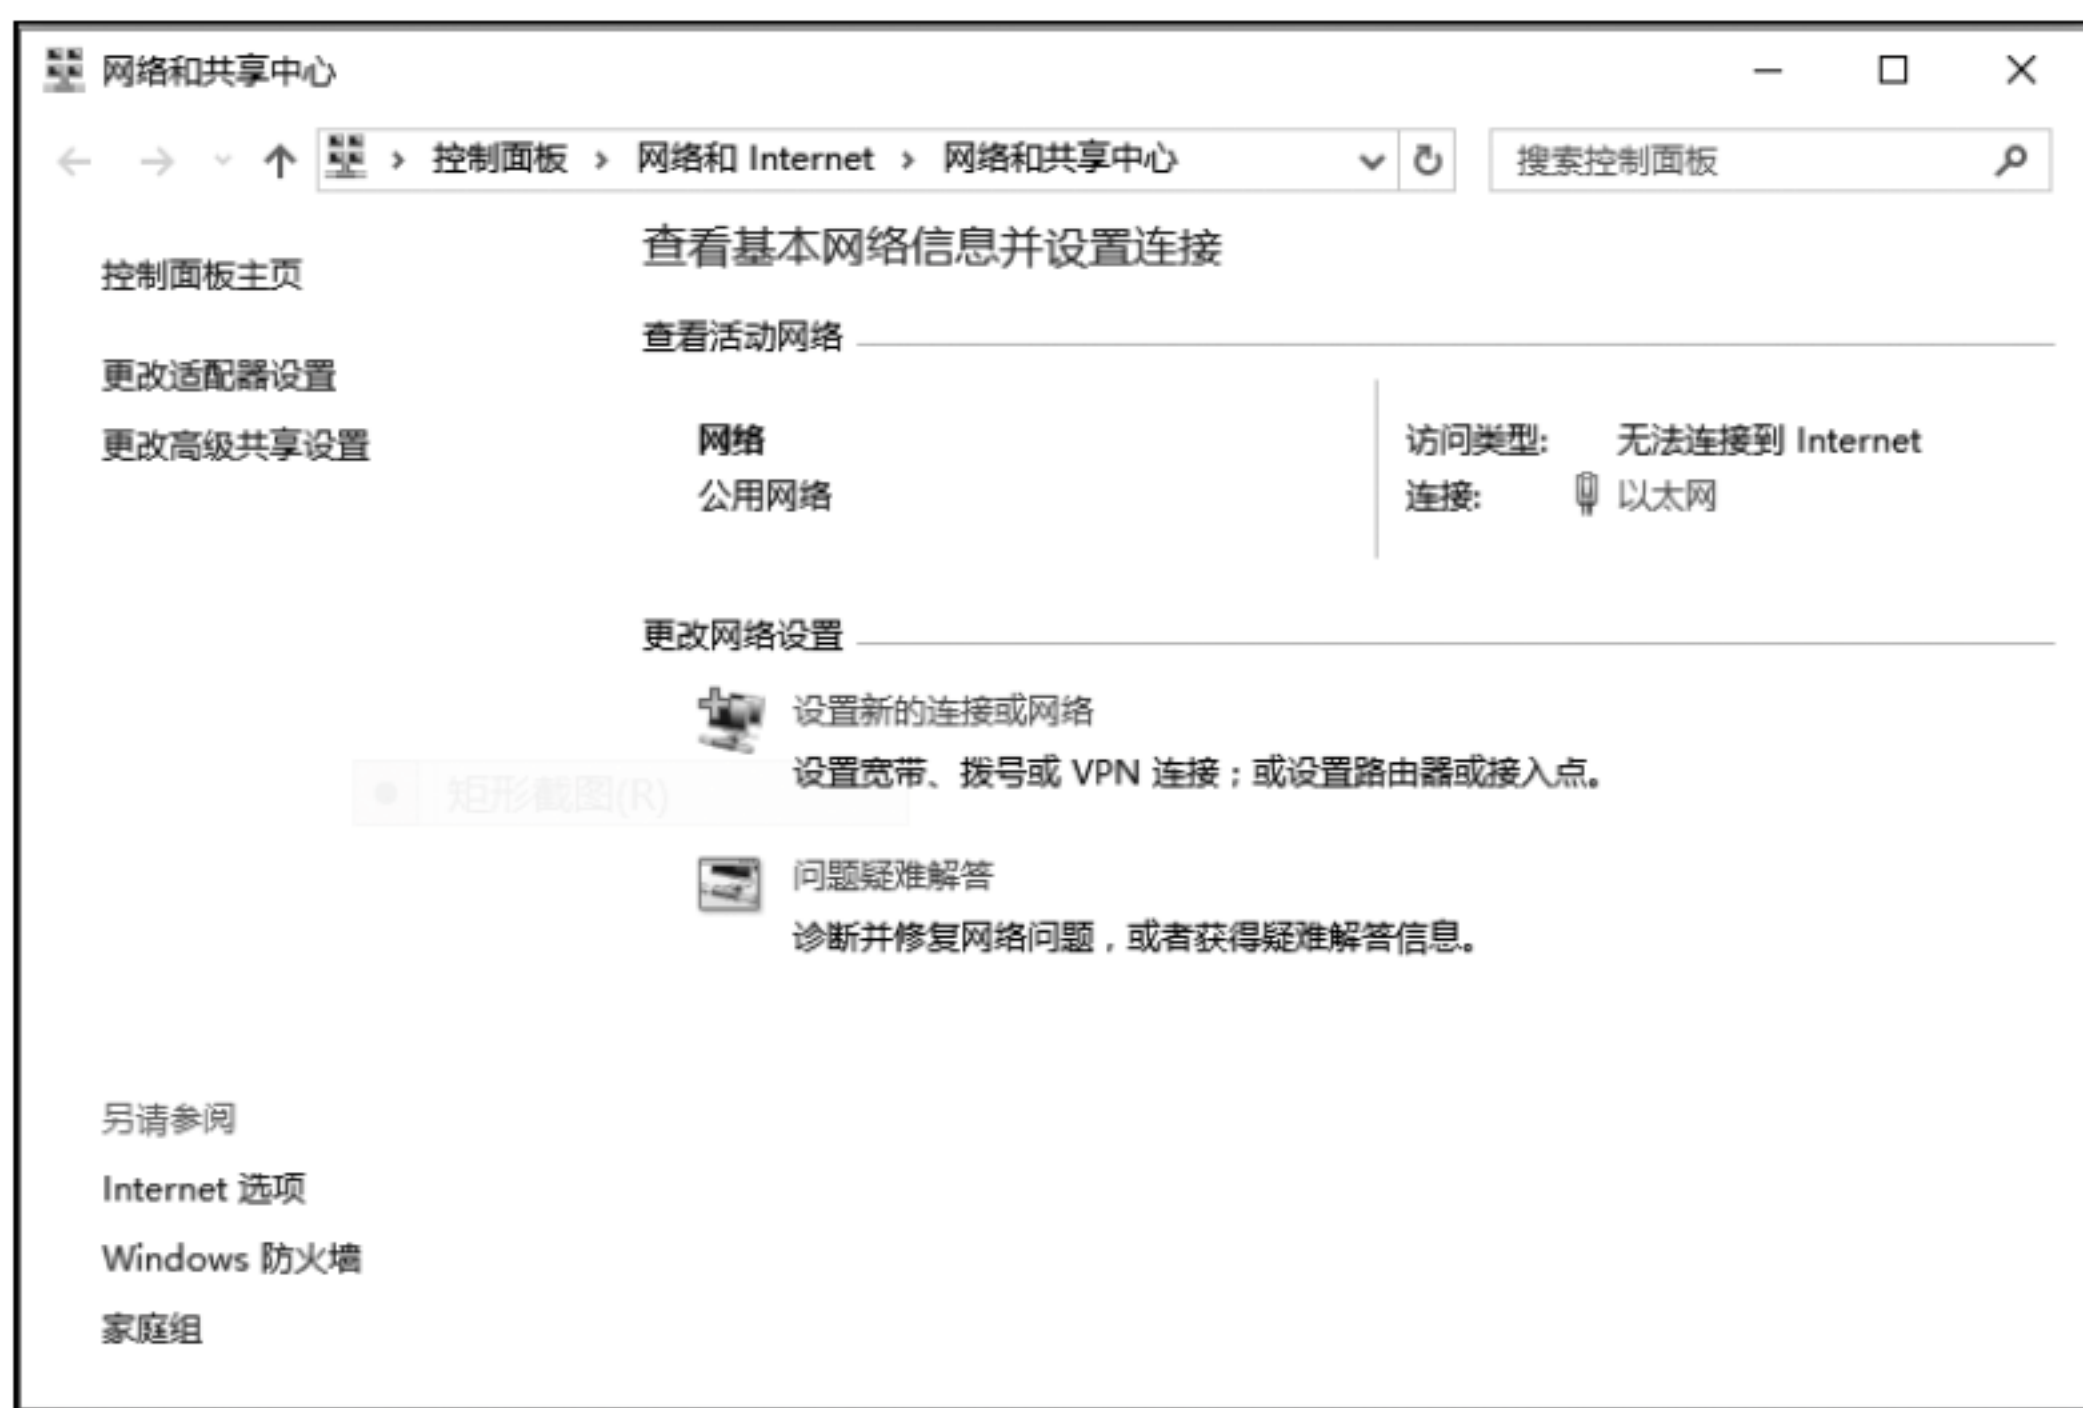 网络和共享中心
控制面板 > 网络和 Internet > 网络和共享中心
搜索控制面板
控制面板主页
更改适配器设置
更改高级共享设置
查看基本网络信息并设置连接
查看活动网络
网络
公用网络
访问类型: 无法连接到 Internet
连接: 以太网
更改网络设置
设置新的连接或网络
设置宽带、拨号或 VPN 连接；或设置路由器或接入点。
矩形截图(R)
问题疑难解答
诊断并修复网络问题，或者获得疑难解答信息。
另请参阅
Internet 选项
Windows 防火墙
家庭组